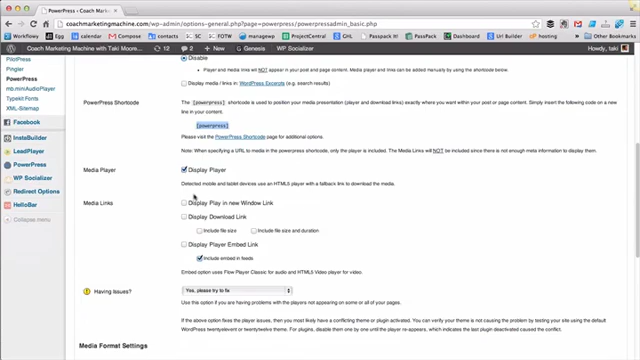 PowerPress
coachmarketingmachine.com/wp-admin/options-general.php?page=powerpress/powerpressadmin_basic.php
Workflowy Egg Egg2 Calendar SOF FOTW PassPack OneDirect Url Builder Analytics
Coach Marketing Machine with Taki Moore... 12 2 New Genesis WP Socializer Howdy, taki
PilotPress
Pingler
PowerPress
mb.miniAudioPlayer
Typekit Fonts
XML-Sitemap
Facebook
InstaBuilder
LeadPlayer
PowerPress
WP Socializer
Redirect Options
HelloBar
Collapse menu
Disable
Player and media links will NOT appear in your post and page content. Media player and links can be added manually by using the shortcode below.
Display media / links in: WordPress Excerpts (e.g. search results)
PowerPress Shortcode
The [powerpress] shortcode is used to position your media presentation (player and download links) exactly where you want within your post or page content. Simply insert the following code on a new line in your content.
[powerpress]
Please visit the PowerPress Shortcode page for additional options.
Note: When specifying a URL to media in the powerpress shortcode, only the player is included. The Media Links will NOT be included since there is not enough meta information to display them.
Media Player
Display Player
Detected mobile and tablet devices use an HTML5 player with a fallback link to download the media.
Media Links
Display Play in new Window Link
Display Download Link
Include file size
Include file size and duration
Display Player Embed Link
Include embed in feeds
Embed option uses Flow Player Classic for audio and HTML5 Video player for video.
Having Issues?
Yes, please try to fix
Use this option if you are having problems with the players not appearing on some or all of your pages.
If the above option fixes the player issues, then you most likely have a conflicting theme or plugin activated. You can verify your theme is not causing the problem by testing your site using the default WordPress twentyeleven or twentytwelve theme. For plugins, disable them one by one until the player re-appears, which indicates the last plugin deactivated caused the conflict.
Media Format Settings